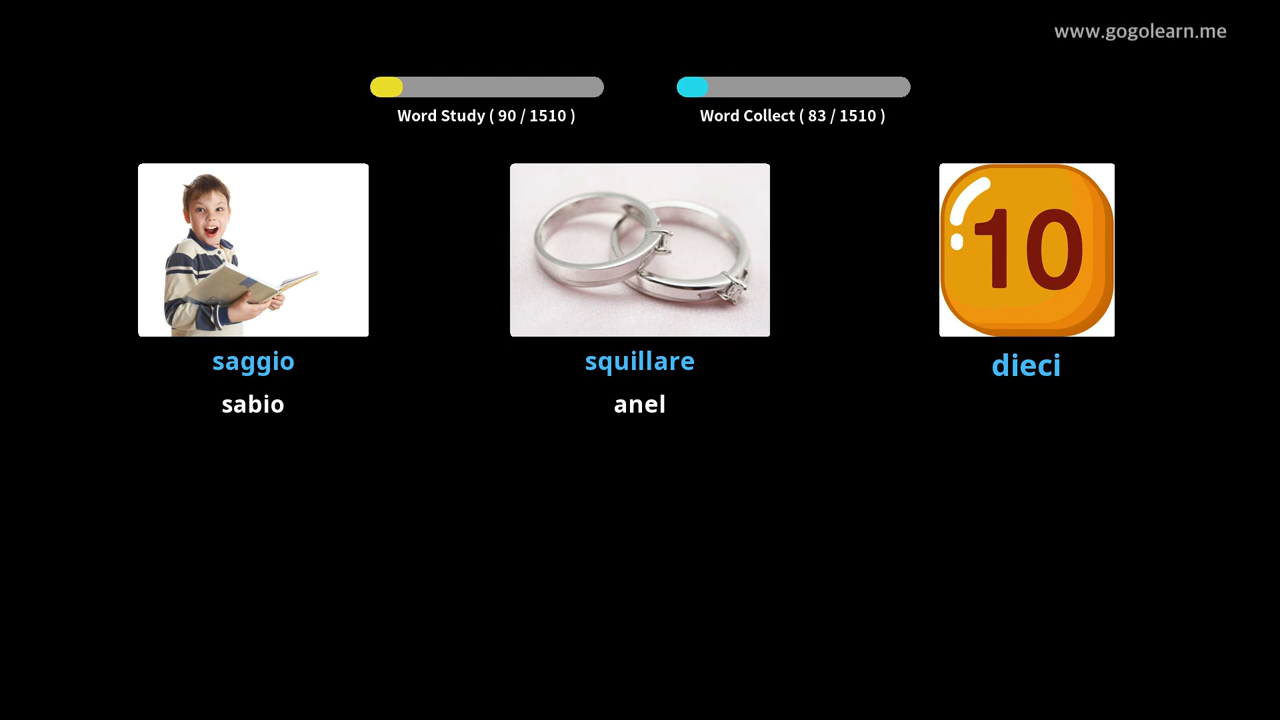 www.gogolearn.me
Word Study ( 90 / 1510 )
Word Collect ( 83 / 1510 )
10
saggio
squillare
dieci
sabio
anel